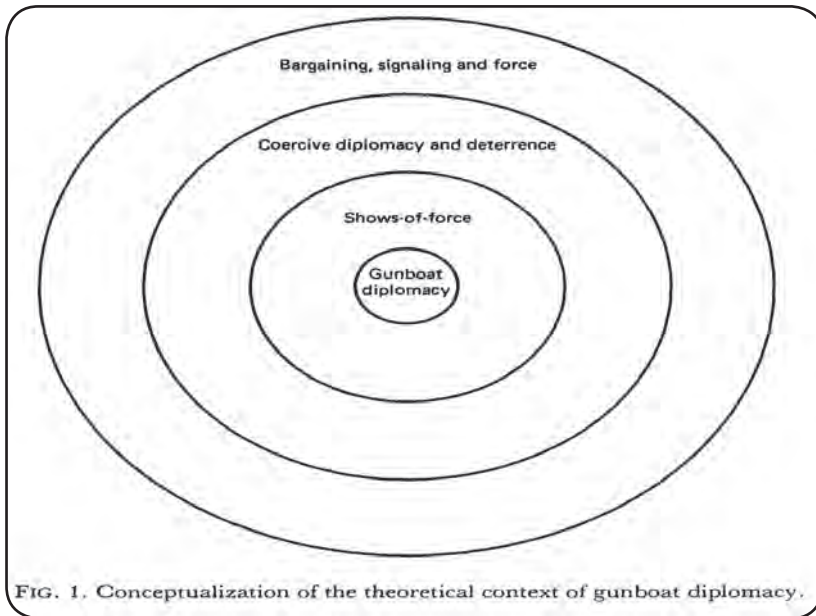 Bargaining, signaling and force
Coercive diplomacy and deterrence
Shows-of-force
Gunboat
diplomacy
FIG. 1. Conceptualization of the theoretical context of gunboat diplomacy.